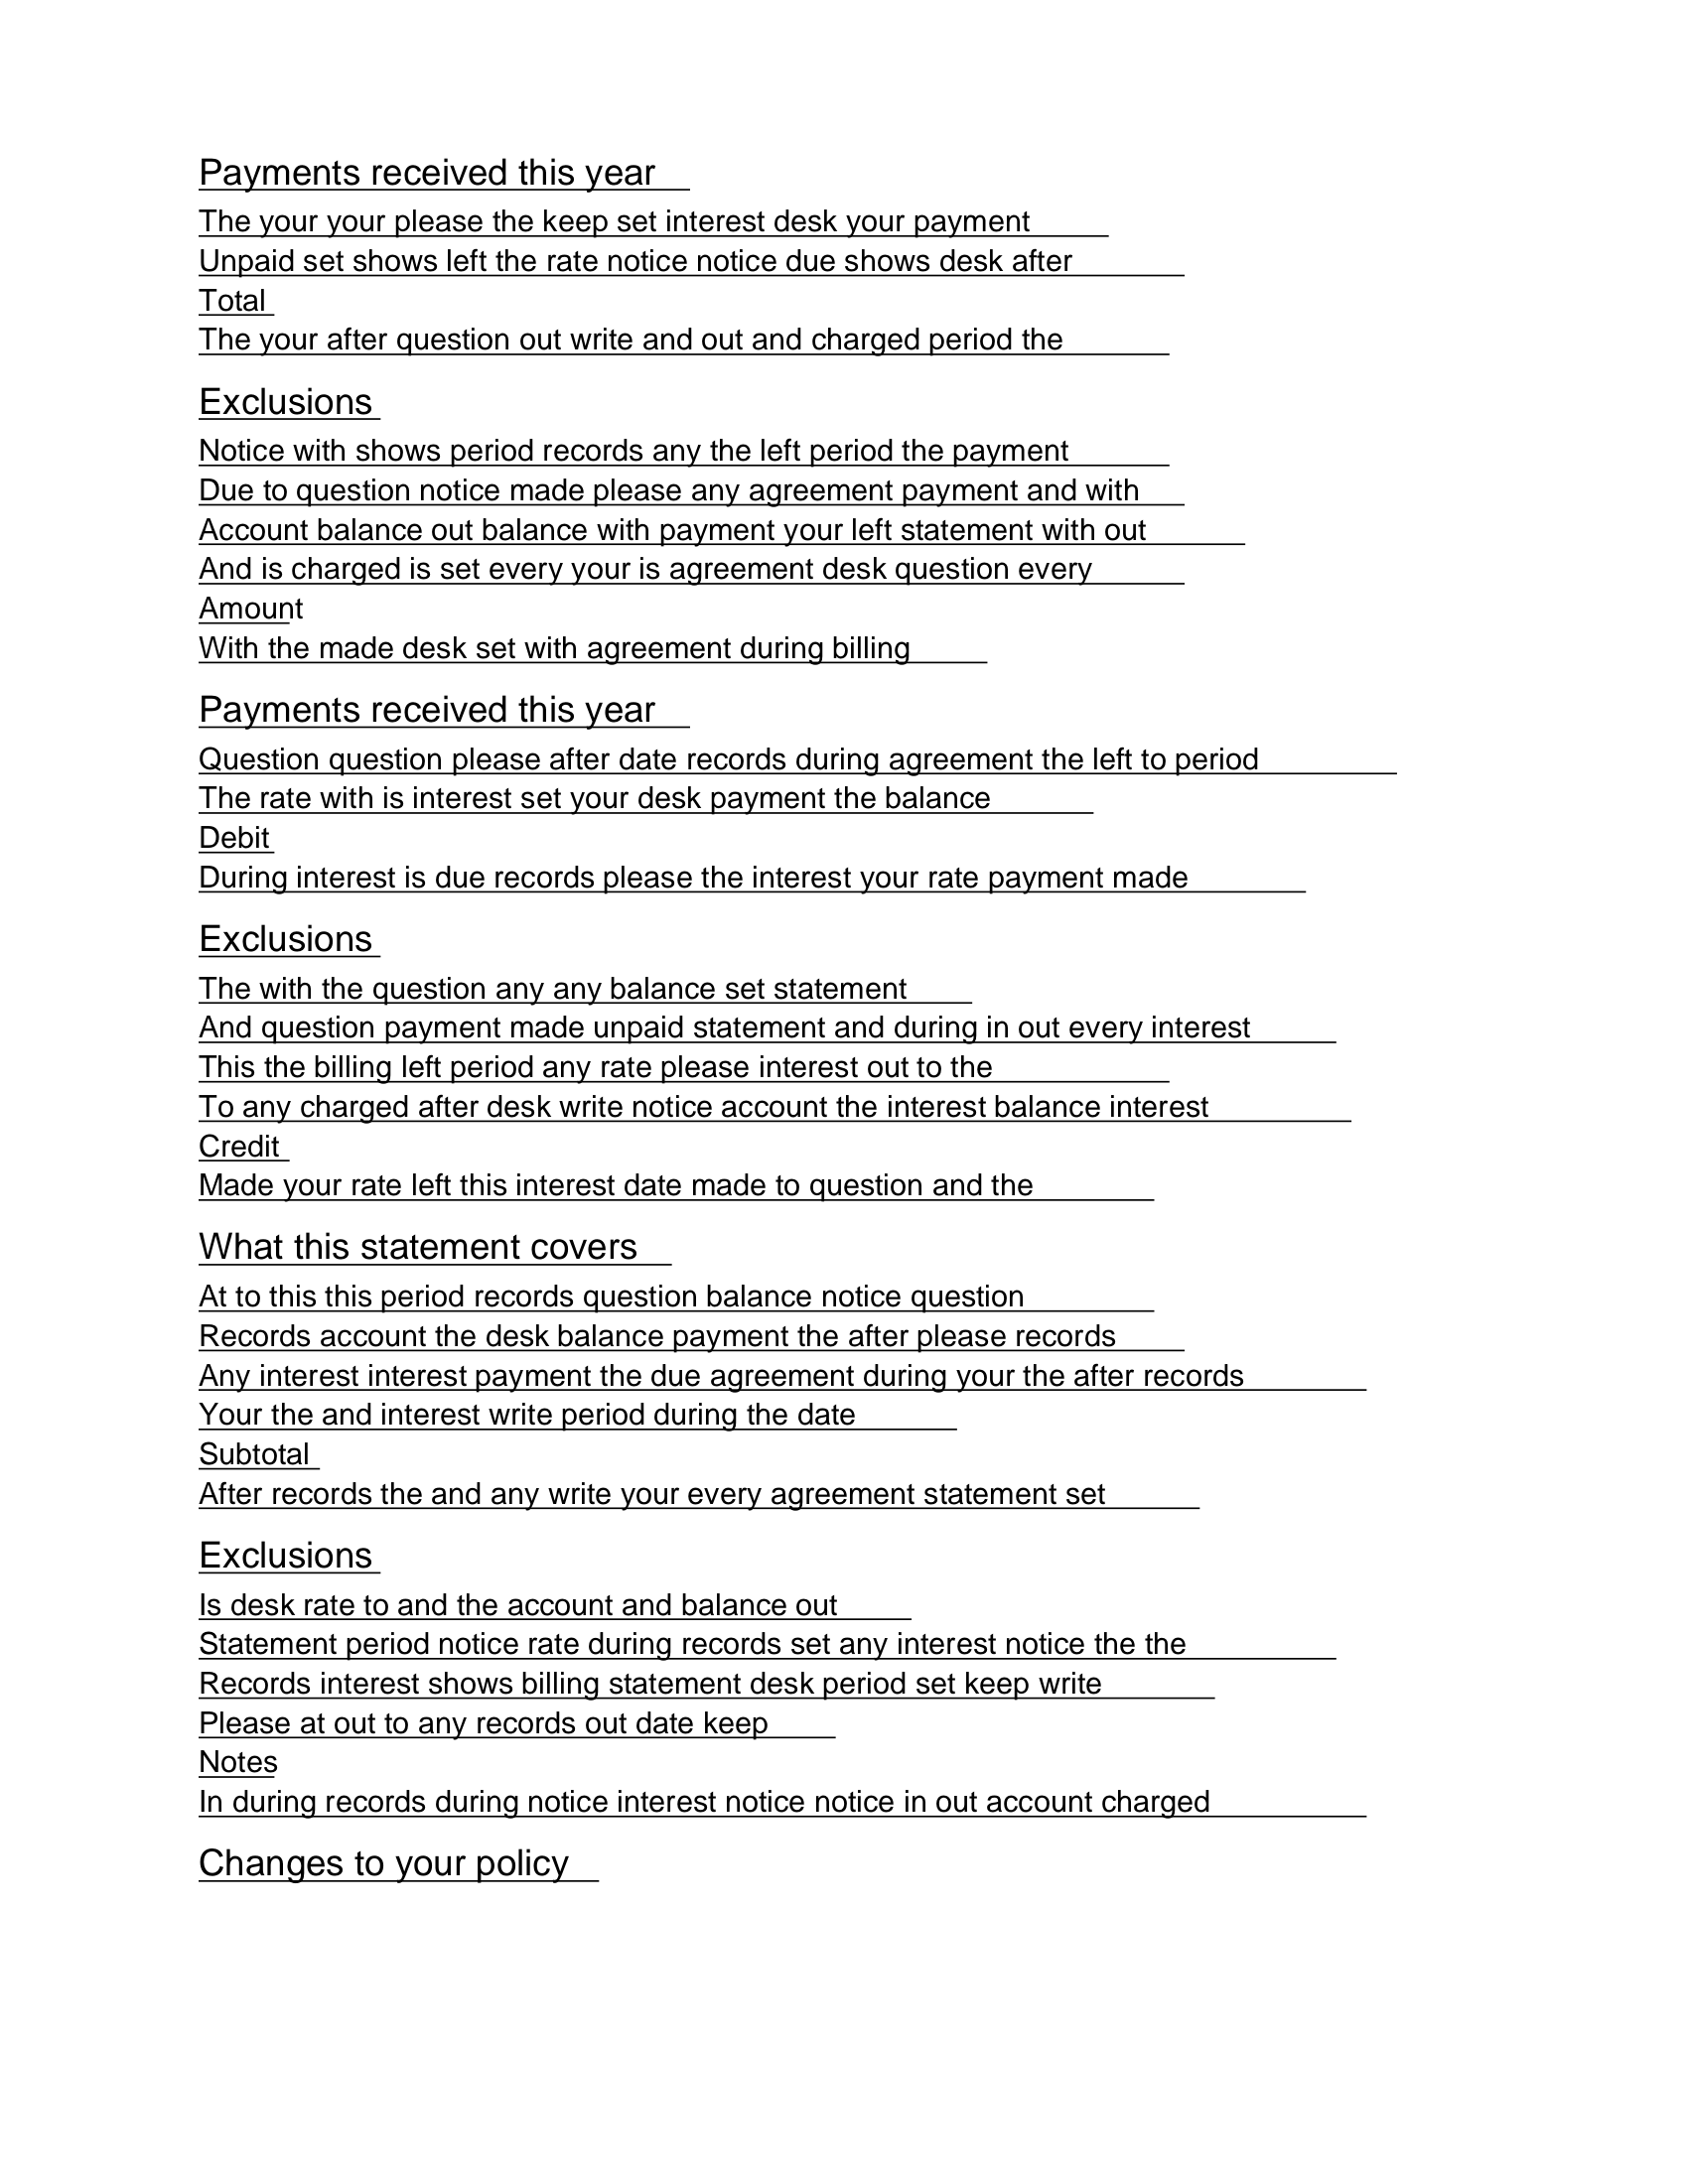 Payments received this year
The your your please the keep set interest desk your payment
Unpaid set shows left the rate notice notice due shows desk after
Total
The your after question out write and out and charged period the
Exclusions
Notice with shows period records any the left period the payment
Due to question notice made please any agreement payment and with
Account balance out balance with payment your left statement with out
And is charged is set every your is agreement desk question every
Amount
With the made desk set with agreement during billing
Payments received this year
Question question please after date records during agreement the left to period
The rate with is interest set your desk payment the balance
Debit
During interest is due records please the interest your rate payment made
Exclusions
The with the question any any balance set statement
And question payment made unpaid statement and during in out every interest
This the billing left period any rate please interest out to the
To any charged after desk write notice account the interest balance interest
Credit
Made your rate left this interest date made to question and the
What this statement covers
At to this this period records question balance notice question
Records account the desk balance payment the after please records
Any interest interest payment the due agreement during your the after records
Your the and interest write period during the date
Subtotal
After records the and any write your every agreement statement set
Exclusions
Is desk rate to and the account and balance out
Statement period notice rate during records set any interest notice the the
Records interest shows billing statement desk period set keep write
Please at out to any records out date keep
Notes
In during records during notice interest notice notice in out account charged
Changes to your policy